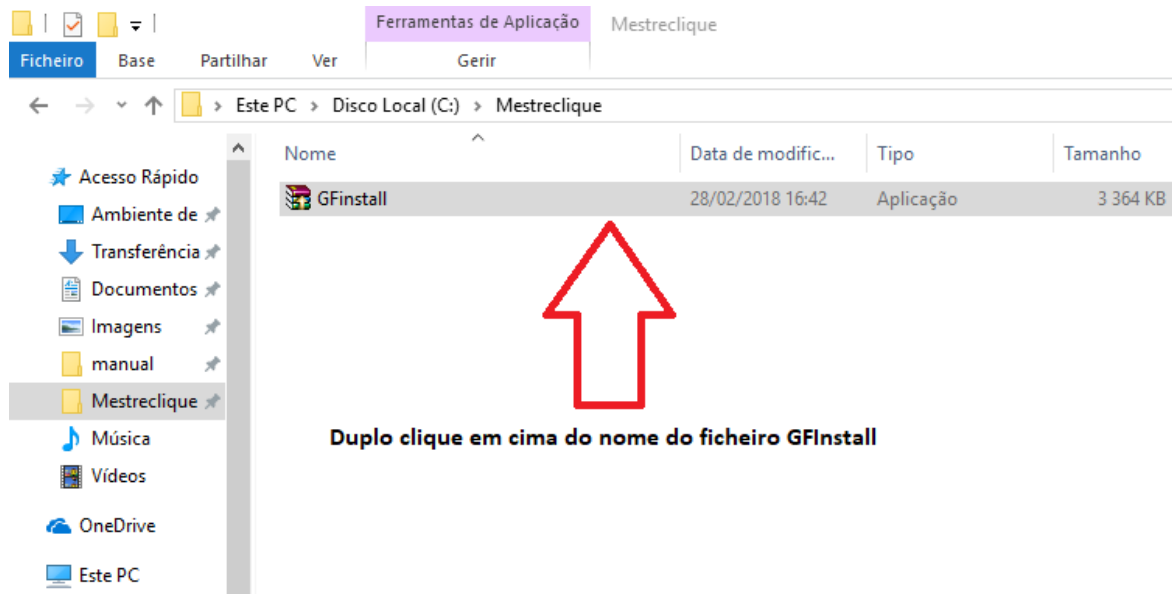 Ferramentas de Aplicação Mestreclique
Ficheiro Base Partilhar Ver Gerir
Este PC > Disco Local (C:) > Mestreclique
Nome Data de modific... Tipo Tamanho
GFinstall 28/02/2018 16:42 Aplicação 3 364 KB
Acesso Rápido
Ambiente de
Transferência
Documentos
Imagens
manual
Mestreclique
Música
Vídeos
OneDrive
Este PC
Duplo clique em cima do nome do ficheiro GFInstall